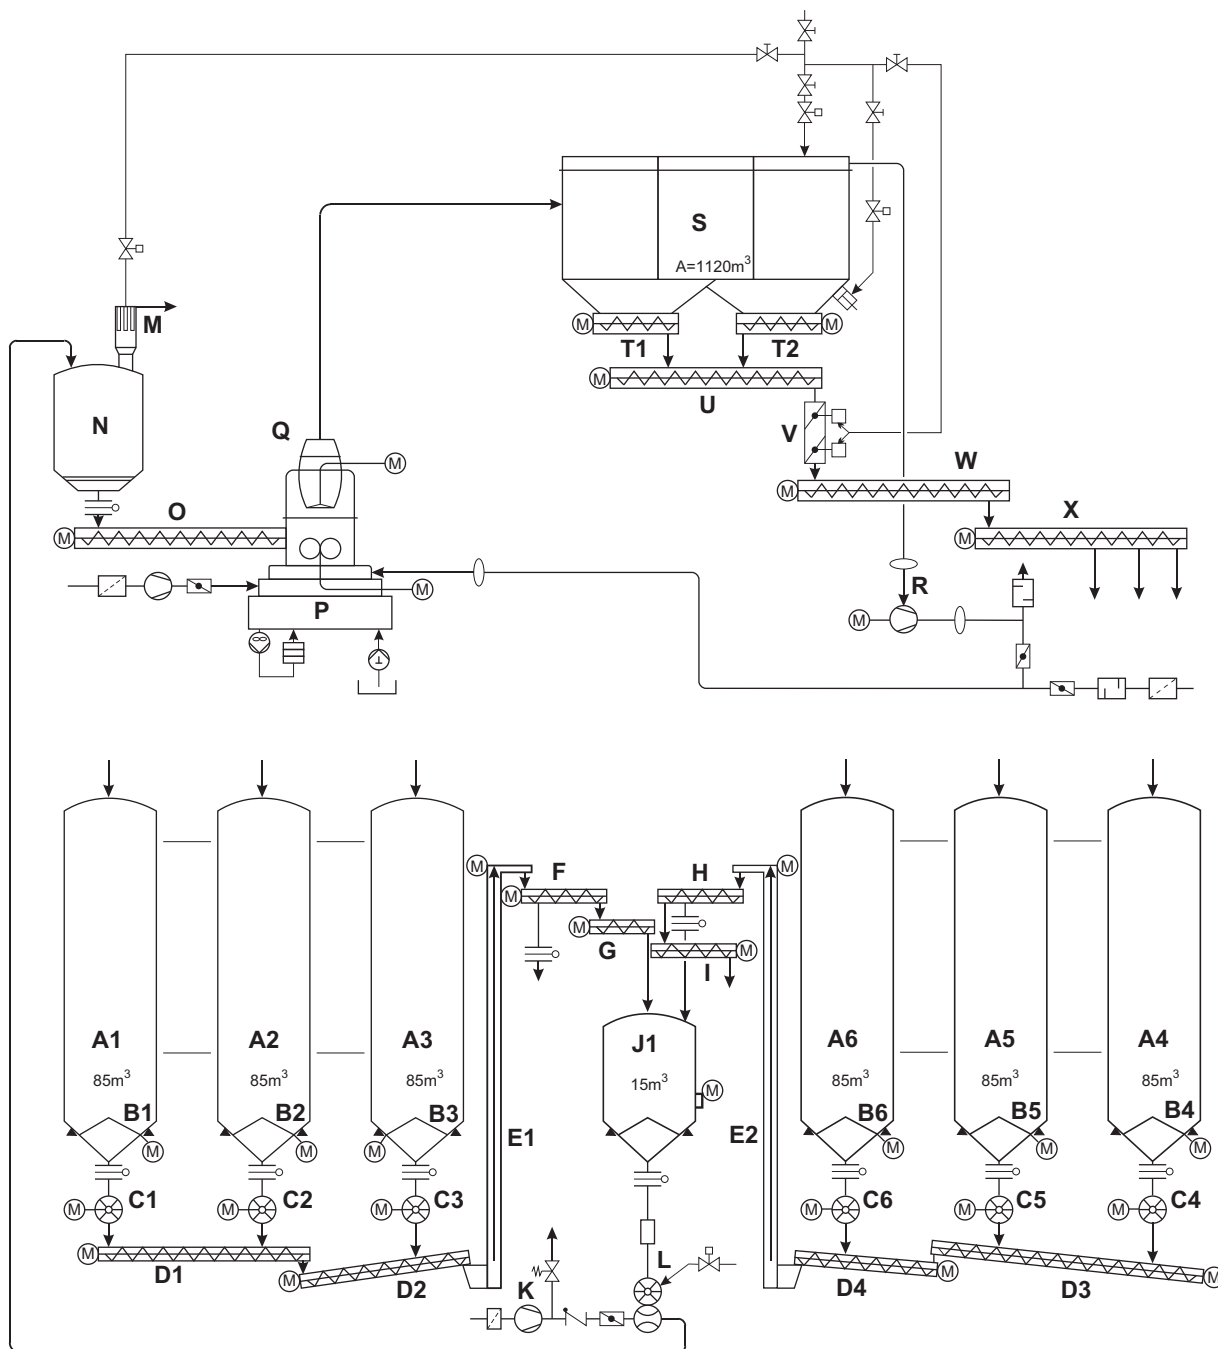 S
A=1120m³
M
M
M
T1
T2
M
U
N
Q
V
M
W
M
O
X
M
M
M
R
P
M
M
F
H
M
M
M
G
I
M
A1
A2
A3
J1
A6
A5
A4
85m³
85m³
85m³
15m³
85m³
85m³
85m³
M
B1
B2
B3
B6
B5
B4
E1
E2
M
M
M
M
M
M
C1
C2
C3
C6
C5
C4
M
M
M
M
M
M
M
D1
M
D2
L
K
D4
M
D3
M